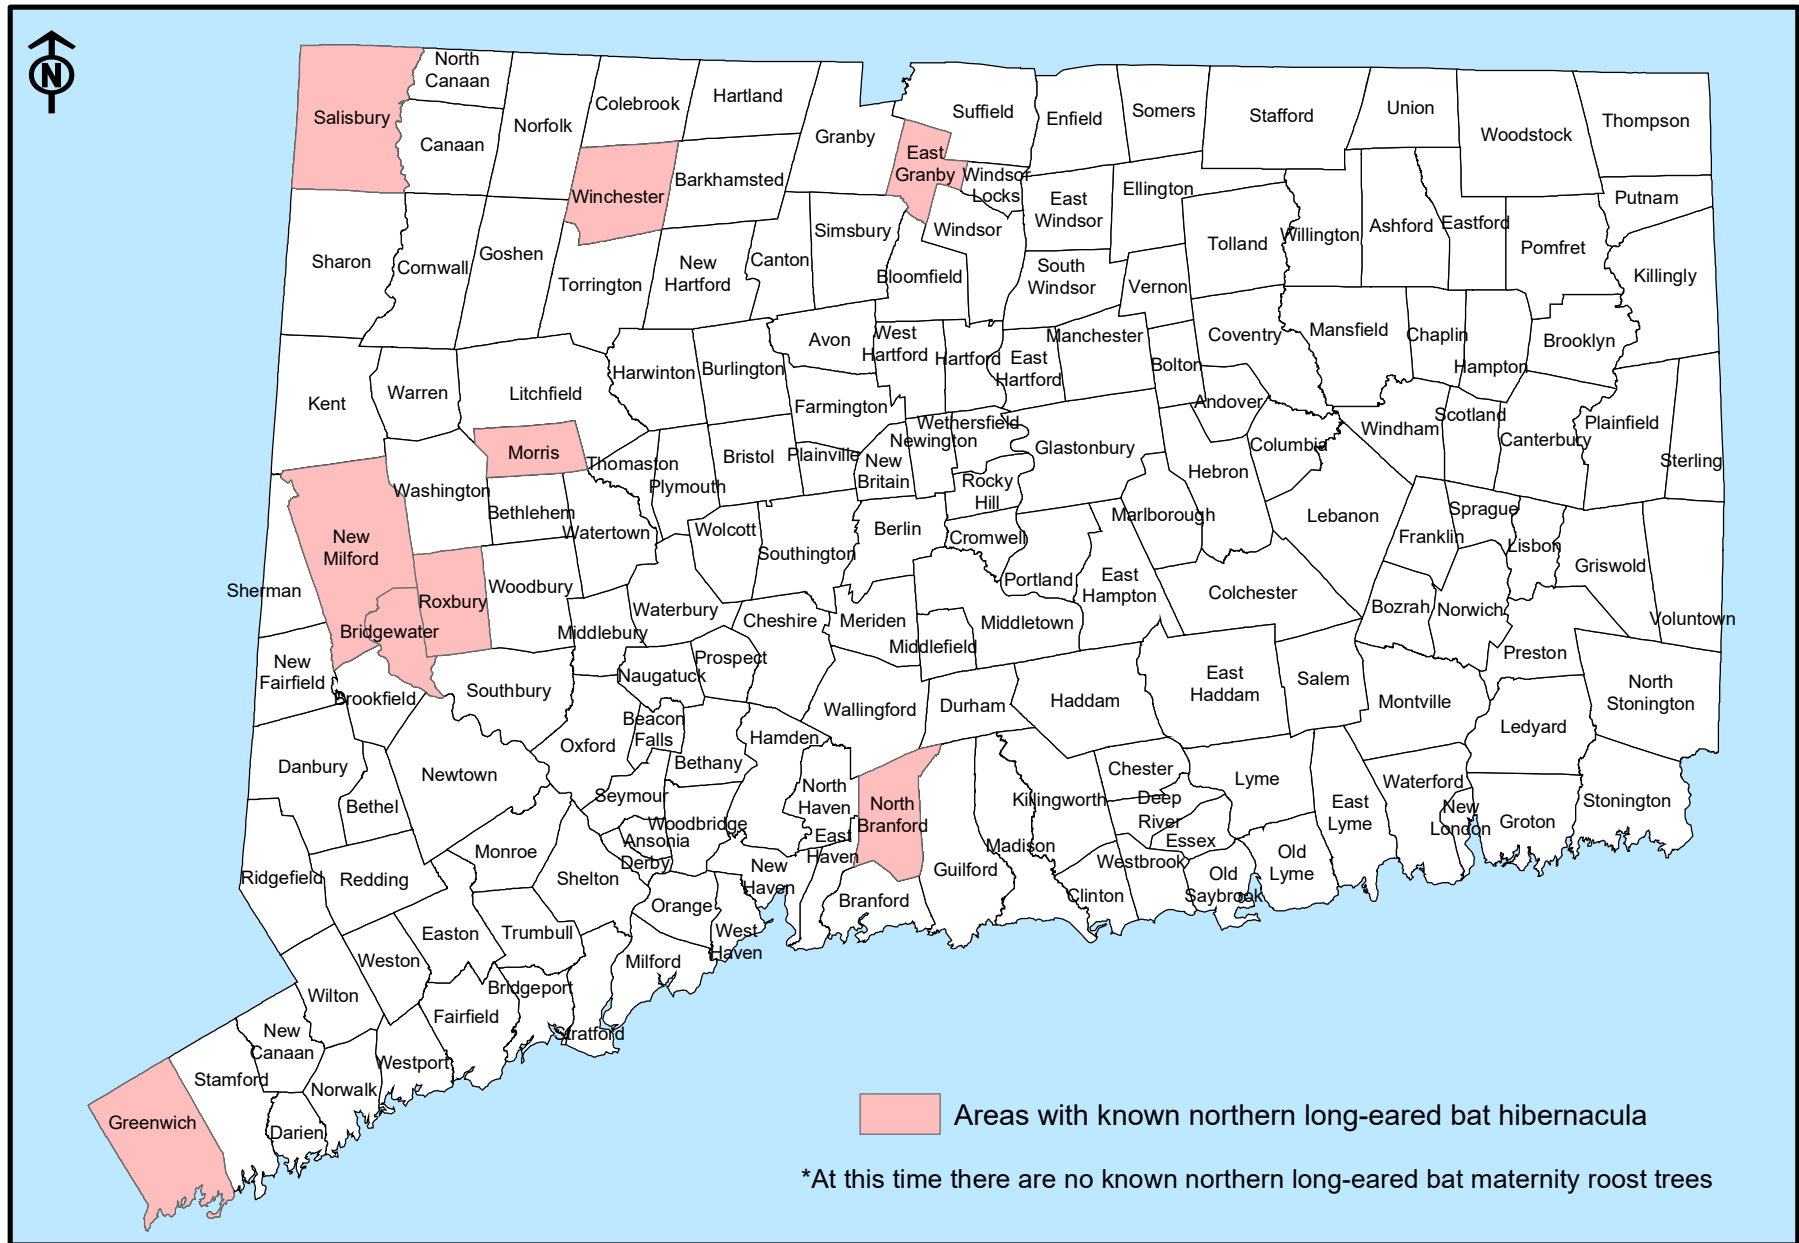 N
North
Canaan
Salisbury
Canaan
Norfolk
Colebrook
Hartland
Granby
Suffield
Enfield
Somers
Stafford
Union
Woodstock
Thompson
East
Granby
Windsor
Locks
Winchester
Barkhamsted
East
Windsor
Ellington
Putnam
Sharon
Cornwall
Goshen
Torrington
New
Hartford
Canton
Simsbury
Windsor
Bloomfield
South
Windsor
Vernon
Tolland
Willington
Ashford
Eastford
Pomfret
Killingly
Kent
Warren
Litchfield
Harwinton
Burlington
Avon
West
Hartford
Hartford
East
Hartford
Manchester
Bolton
Coventry
Mansfield
Chaplin
Hampton
Brooklyn
Andover
Farmington
Morris
Thomaston
Plymouth
Bristol
Plainville
New
Britain
Newington
Wethersfield
Rocky
Hill
Glastonbury
Hebron
Columbia
Windham
Scotland
Canterbury
Plainfield
Sterling
Washington
Bethlehem
Watertown
Wolcott
Southington
Berlin
Cromwell
Marlborough
Lebanon
Franklin
Sprague
Lisbon
Griswold
Voluntown
New
Milford
Sherman
Roxbury
Bridgewater
Woodbury
Middlebury
Waterbury
Cheshire
Meriden
Middlefield
Middletown
Portland
East
Hampton
Colchester
Bozrah
Norwich
Preston
New
Fairfield
Brookfield
Southbury
Naugatuck
Prospect
Wallingford
Durham
Haddam
East
Haddam
Salem
Montville
Ledyard
North
Stonington
Danbury
Bethel
Newtown
Oxford
Beacon
Falls
Bethany
Hamden
North
Haven
North
Branford
Killingworth
Chester
Deep
River
Essex
Lyme
East
Lyme
Waterford
New
London
Groton
Stonington
Seymour
Woodbridge
Ansonia
Derby
East
Haven
New
Haven
Guilford
Madison
Westbrook
Clinton
Old
Saybrook
Old
Lyme
Ridgefield
Redding
Monroe
Shelton
Orange
Branford
West
Haven
Easton
Trumbull
Weston
Milford
Wilton
Bridgeport
Fairfield
Stratford
New
Canaan
Westport
Stamford
Norwalk
Greenwich
Darien
Areas with known northern long-eared bat hibernacula
*At this time there are no known northern long-eared bat maternity roost trees